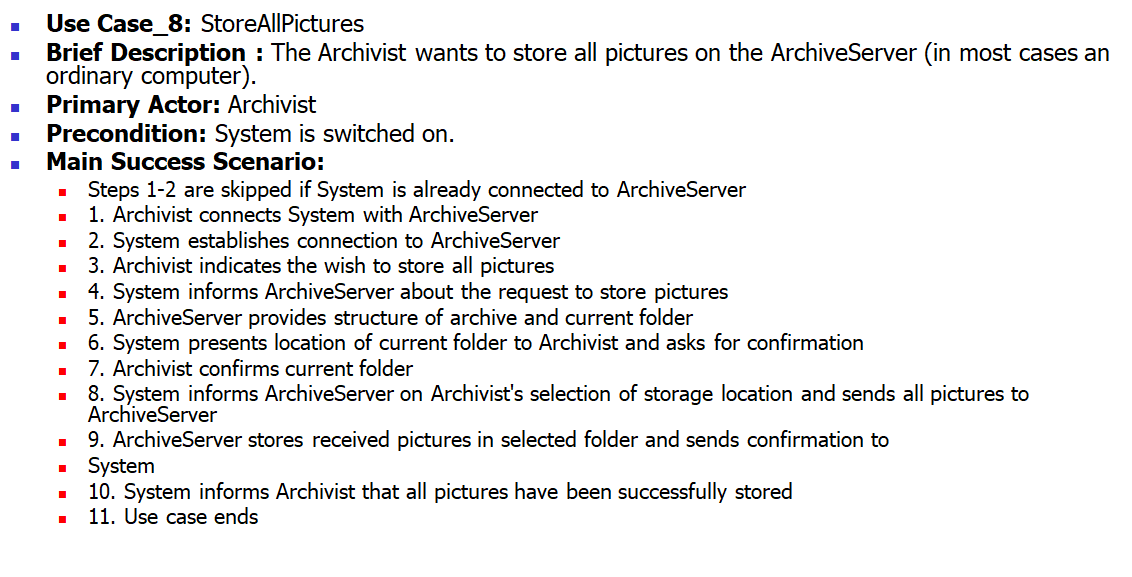 Use Case_8: StoreAllPictures
Brief Description : The Archivist wants to store all pictures on the ArchiveServer (in most cases an
ordinary computer).
Primary Actor: Archivist
Precondition: System is switched on.
Main Success Scenario:
Steps 1-2 are skipped if System is already connected to ArchiveServer
1. Archivist connects System with ArchiveServer
2. System establishes connection to ArchiveServer
3. Archivist indicates the wish to store all pictures
4. System informs ArchiveServer about the request to store pictures
5. ArchiveServer provides structure of archive and current folder
6. System presents location of current folder to Archivist and asks for confirmation
7. Archivist confirms current folder
8. System informs ArchiveServer on Archivist's selection of storage location and sends all pictures to
ArchiveServer
9. ArchiveServer stores received pictures in selected folder and sends confirmation to
System
10. System informs Archivist that all pictures have been successfully stored
11. Use case ends